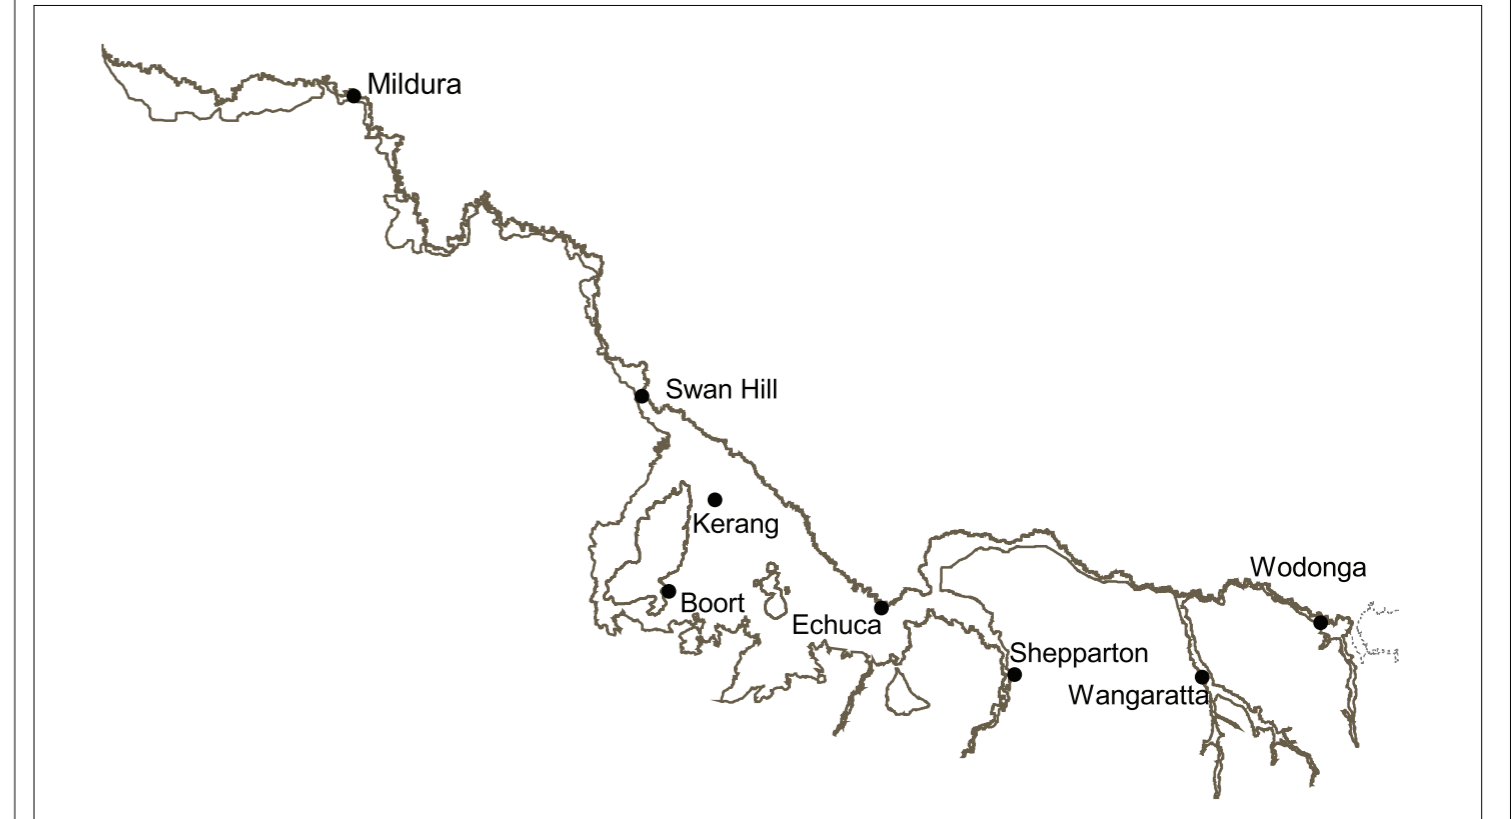 Mildura
Swan Hill
Kerang
Wodonga
Boort
Echuca
Shepparton
Wangaratta